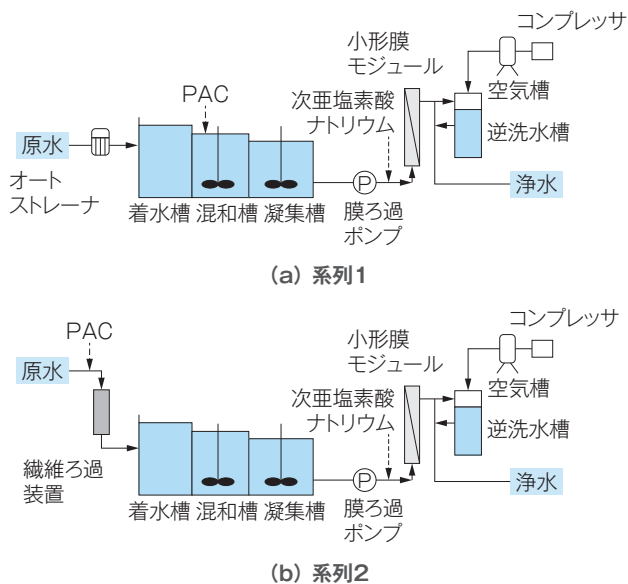 コンプレッサ
小形膜
モジュール
PAC
次亜塩素酸
ナトリウム
空気槽
原水
逆洗水槽
オート
ストレーナ
P
浄水
着水槽 混和槽 凝集槽
膜ろ過
ポンプ
(a) 系列1
PAC
コンプレッサ
小形膜
モジュール
原水
次亜塩素酸
ナトリウム
空気槽
逆洗水槽
繊維ろ過
装置
P
浄水
着水槽 混和槽 凝集槽
膜ろ過
ポンプ
(b) 系列2